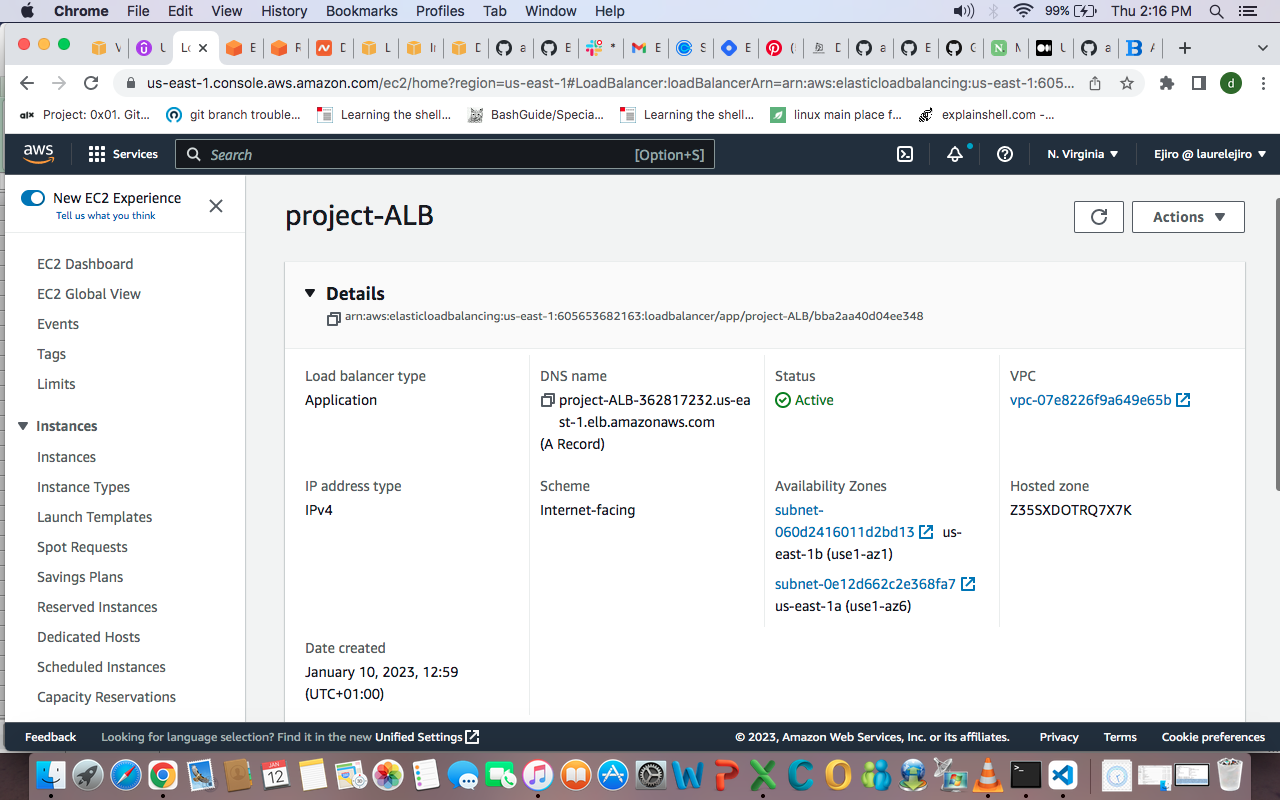 Chrome File Edit View History Bookmarks Profiles Tab Window Help 99% Thu 2:16 PM
us-east-1.console.aws.amazon.com/ec2/home?region=us-east-1#LoadBalancer:loadBalancerArn=arn:aws:elasticloadbalancing:us-east-1:605...
d
Project: 0x01. Git... git branch trouble... Learning the shell... BashGuide/Specia... Learning the shell... linux main place f... explainshell.com -...
aws Services Search [Option+S] N. Virginia Ejiro @ laurelejiro
New EC2 Experience
Tell us what you think
EC2 Dashboard
EC2 Global View
Events
Tags
Limits
Instances
Instances
Instance Types
Launch Templates
Spot Requests
Savings Plans
Reserved Instances
Dedicated Hosts
Scheduled Instances
Capacity Reservations
project-ALB
Actions
Details
arn:aws:elasticloadbalancing:us-east-1:605653682163:loadbalancer/app/project-ALB/bba2aa40d04ee348
Load balancer type
Application
DNS name
project-ALB-362817232.us-ea
st-1.elb.amazonaws.com
(A Record)
Status
Active
VPC
vpc-07e8226f9a649e65b
IP address type
IPv4
Scheme
Internet-facing
Availability Zones
subnet-
060d2416011d2bd13 us-
east-1b (use1-az1)
subnet-0e12d662c2e368fa7
us-east-1a (use1-az6)
Hosted zone
Z35SXDOTRQ7X7K
Date created
January 10, 2023, 12:59
(UTC+01:00)
Feedback Looking for language selection? Find it in the new Unified Settings © 2023, Amazon Web Services, Inc. or its affiliates. Privacy Terms Cookie preferences
JAN
12